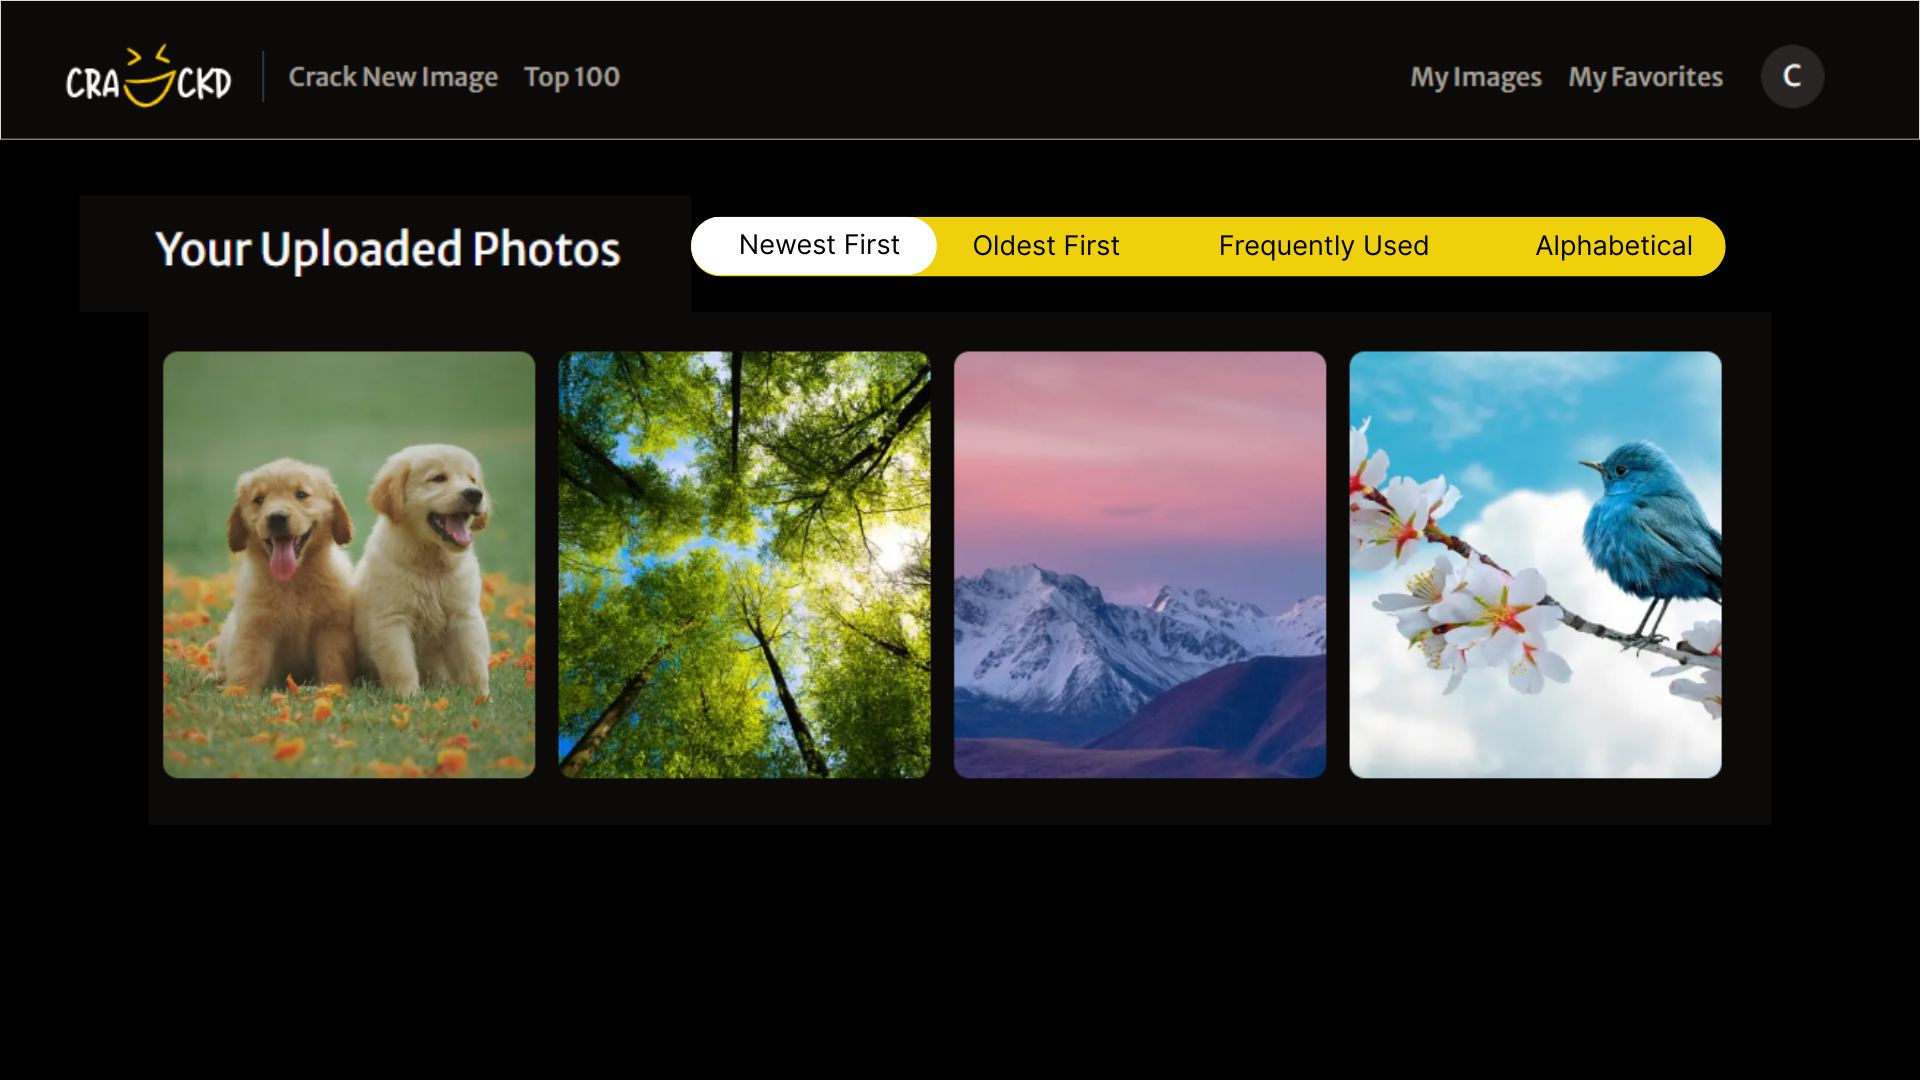 CRACKD
Crack New Image
Top 100
My Images
My Favorites
C
Your Uploaded Photos
Newest First
Oldest First
Frequently Used
Alphabetical